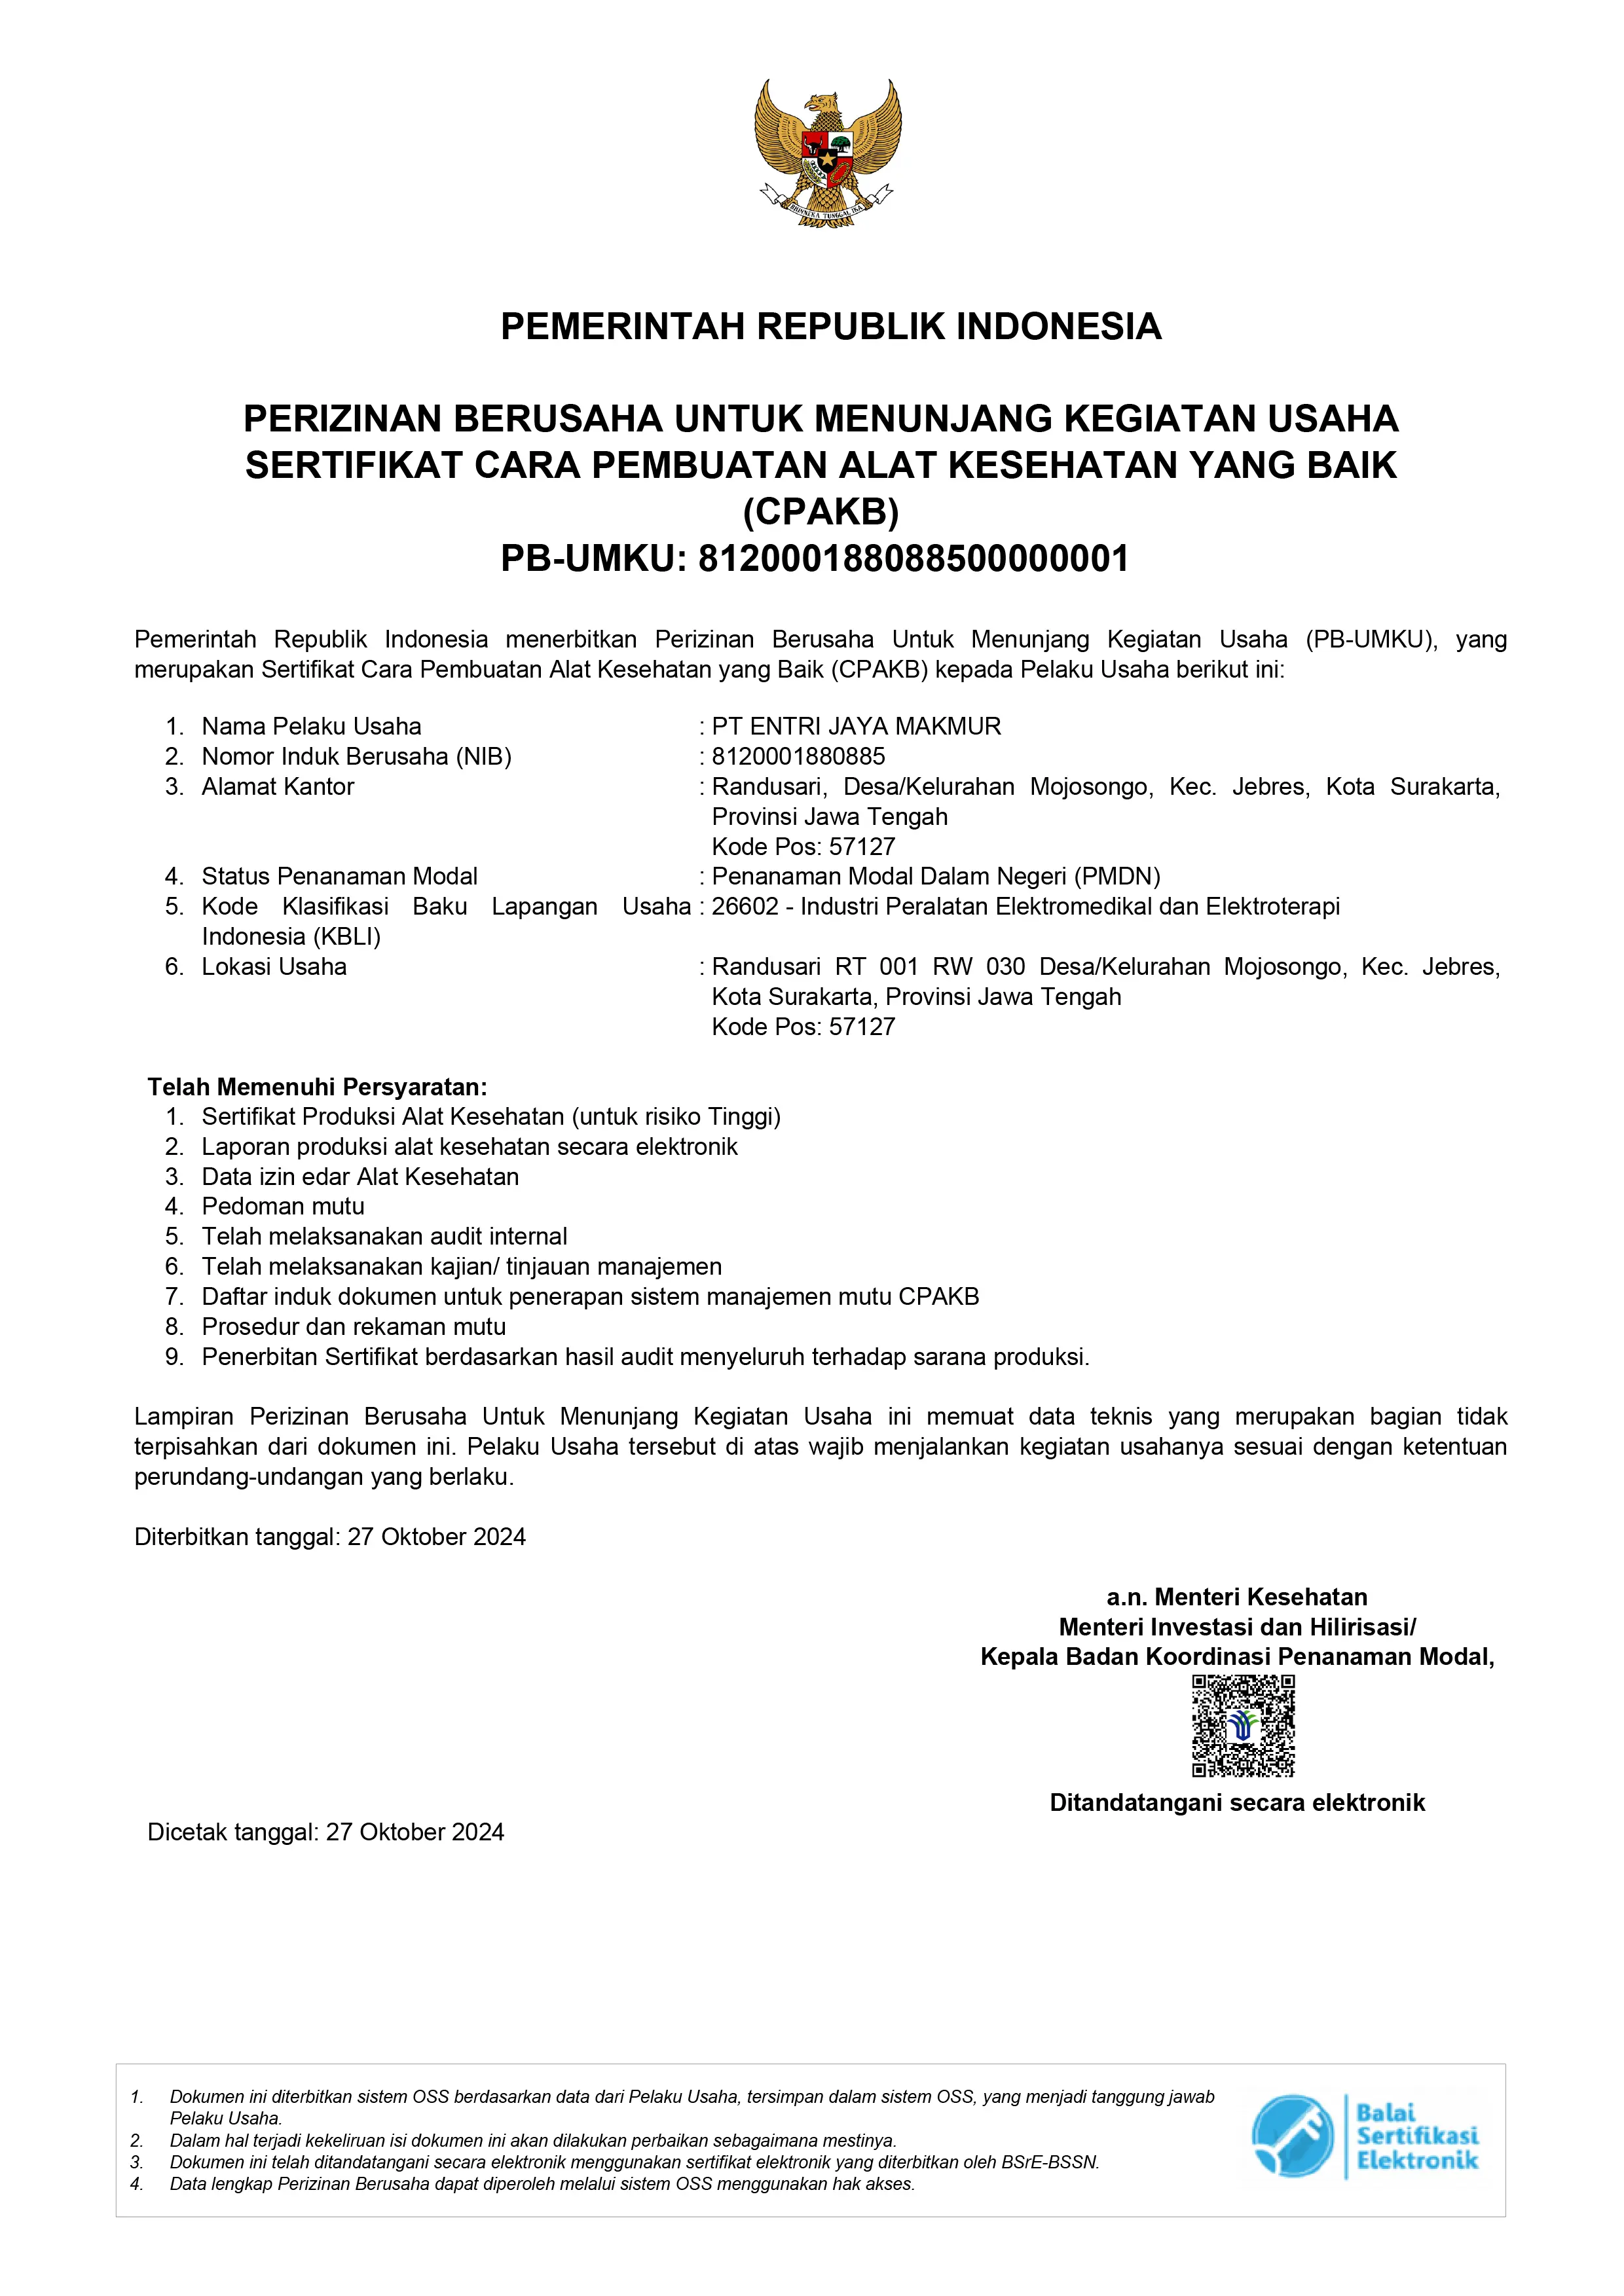 BHINNEKA TUNGGAL IKA
PEMERINTAH REPUBLIK INDONESIA
PERIZINAN BERUSAHA UNTUK MENUNJANG KEGIATAN USAHA
SERTIFIKAT CARA PEMBUATAN ALAT KESEHATAN YANG BAIK
(CPAKB)
PB-UMKU: 812000188088500000001
Pemerintah Republik Indonesia menerbitkan Perizinan Berusaha Untuk Menunjang Kegiatan Usaha (PB-UMKU), yang
merupakan Sertifikat Cara Pembuatan Alat Kesehatan yang Baik (CPAKB) kepada Pelaku Usaha berikut ini:
1. Nama Pelaku Usaha : PT ENTRI JAYA MAKMUR
2. Nomor Induk Berusaha (NIB) : 8120001880885
3. Alamat Kantor : Randusari, Desa/Kelurahan Mojosongo, Kec. Jebres, Kota Surakarta,
Provinsi Jawa Tengah
Kode Pos: 57127
4. Status Penanaman Modal : Penanaman Modal Dalam Negeri (PMDN)
5. Kode Klasifikasi Baku Lapangan Usaha : 26602 - Industri Peralatan Elektromedikal dan Elektroterapi
Indonesia (KBLI)
6. Lokasi Usaha : Randusari RT 001 RW 030 Desa/Kelurahan Mojosongo, Kec. Jebres,
Kota Surakarta, Provinsi Jawa Tengah
Kode Pos: 57127
Telah Memenuhi Persyaratan:
1. Sertifikat Produksi Alat Kesehatan (untuk risiko Tinggi)
2. Laporan produksi alat kesehatan secara elektronik
3. Data izin edar Alat Kesehatan
4. Pedoman mutu
5. Telah melaksanakan audit internal
6. Telah melaksanakan kajian/ tinjauan manajemen
7. Daftar induk dokumen untuk penerapan sistem manajemen mutu CPAKB
8. Prosedur dan rekaman mutu
9. Penerbitan Sertifikat berdasarkan hasil audit menyeluruh terhadap sarana produksi.
Lampiran Perizinan Berusaha Untuk Menunjang Kegiatan Usaha ini memuat data teknis yang merupakan bagian tidak
terpisahkan dari dokumen ini. Pelaku Usaha tersebut di atas wajib menjalankan kegiatan usahanya sesuai dengan ketentuan
perundang-undangan yang berlaku.
Diterbitkan tanggal: 27 Oktober 2024
a.n. Menteri Kesehatan
Menteri Investasi dan Hilirisasi/
Kepala Badan Koordinasi Penanaman Modal,
Ditandatangani secara elektronik
Dicetak tanggal: 27 Oktober 2024
1. Dokumen ini diterbitkan sistem OSS berdasarkan data dari Pelaku Usaha, tersimpan dalam sistem OSS, yang menjadi tanggung jawab
Pelaku Usaha.
2. Dalam hal terjadi kekeliruan isi dokumen ini akan dilakukan perbaikan sebagaimana mestinya.
3. Dokumen ini telah ditandatangani secara elektronik menggunakan sertifikat elektronik yang diterbitkan oleh BSrE-BSSN.
4. Data lengkap Perizinan Berusaha dapat diperoleh melalui sistem OSS menggunakan hak akses.
Balai
Sertifikasi
Elektronik